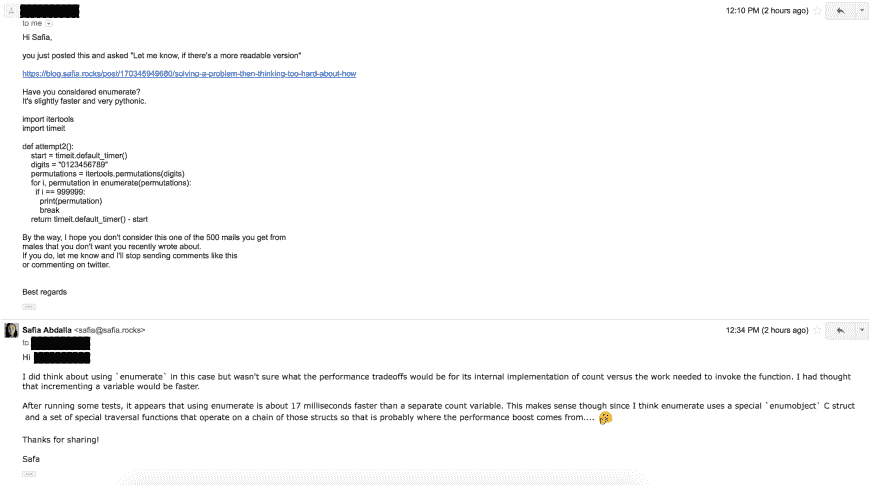 12:10 PM (2 hours ago)
to me
Hi Safia,
you just posted this and asked "Let me know, if there's a more readable version"
https://blog.safia.rocks/post/170345949680/solving-a-problem-then-thinking-too-hard-about-how
Have you considered enumerate?
It's slightly faster and very pythonic.
import itertools
import timeit
def attempt2():
start = timeit.default_timer()
digits = "0123456789"
permutations = itertools.permutations(digits)
for i, permutation in enumerate(permutations):
if i == 999999:
print(permutation)
break
return timeit.default_timer() - start
By the way, I hope you don't consider this one of the 500 mails you get from
males that you don't want you recently wrote about.
If you do, let me know and I'll stop sending comments like this
or commenting on twitter.
Best regards
Safia Abdalla <safia@safia.rocks>
12:34 PM (2 hours ago)
to
Hi
I did think about using `enumerate` in this case but wasn't sure what the performance tradeoffs would be for its internal implementation of count versus the work needed to invoke the function. I had thought
that incrementing a variable would be faster.
After running some tests, it appears that using enumerate is about 17 milliseconds faster than a separate count variable. This makes sense though since I think enumerate uses a special `enumobject` C struct
and a set of special traversal functions that operate on a chain of those structs so that is probably where the performance boost comes from.... 🤔
Thanks for sharing!
Safa